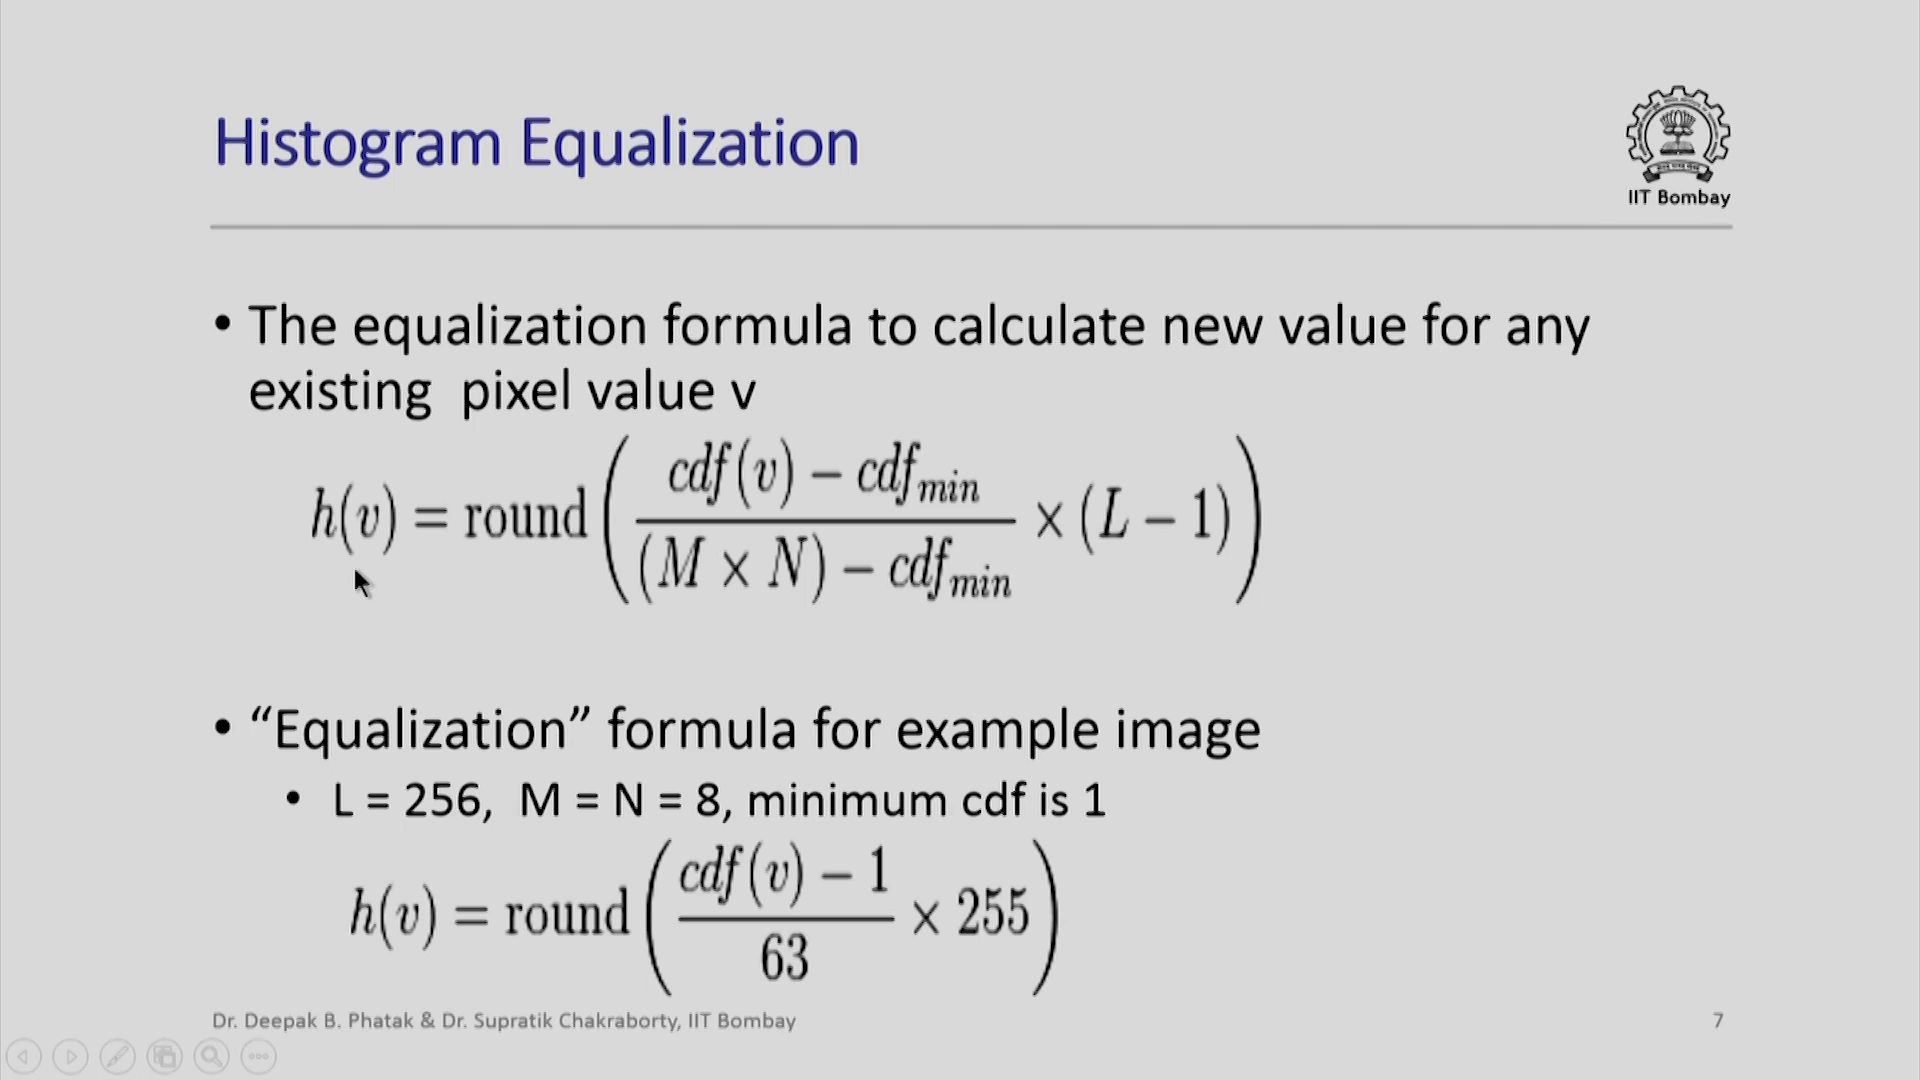 Histogram Equalization
IIT Bombay
• The equalization formula to calculate new value for any
existing pixel value v
h(v) = round( (cdf(v) − cdf_min) / ((M × N) − cdf_min) × (L − 1) )
• “Equalization” formula for example image
• L = 256, M = N = 8, minimum cdf is 1
h(v) = round( (cdf(v) − 1) / 63 × 255 )
Dr. Deepak B. Phatak & Dr. Supratik Chakraborty, IIT Bombay
7